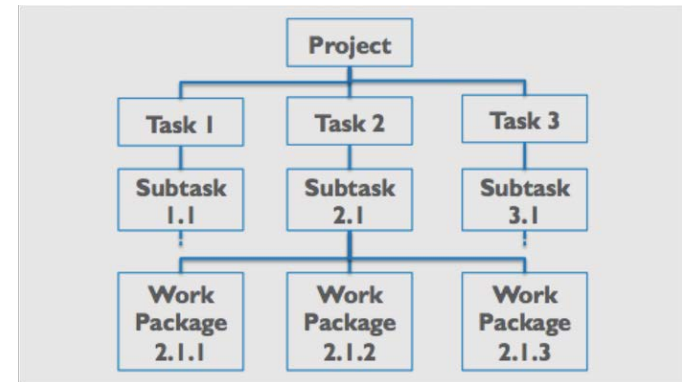 Project
Task 1
Task 2
Task 3
Subtask
1.1
Subtask
2.1
Subtask
3.1
Work
Package
2.1.1
Work
Package
2.1.2
Work
Package
2.1.3